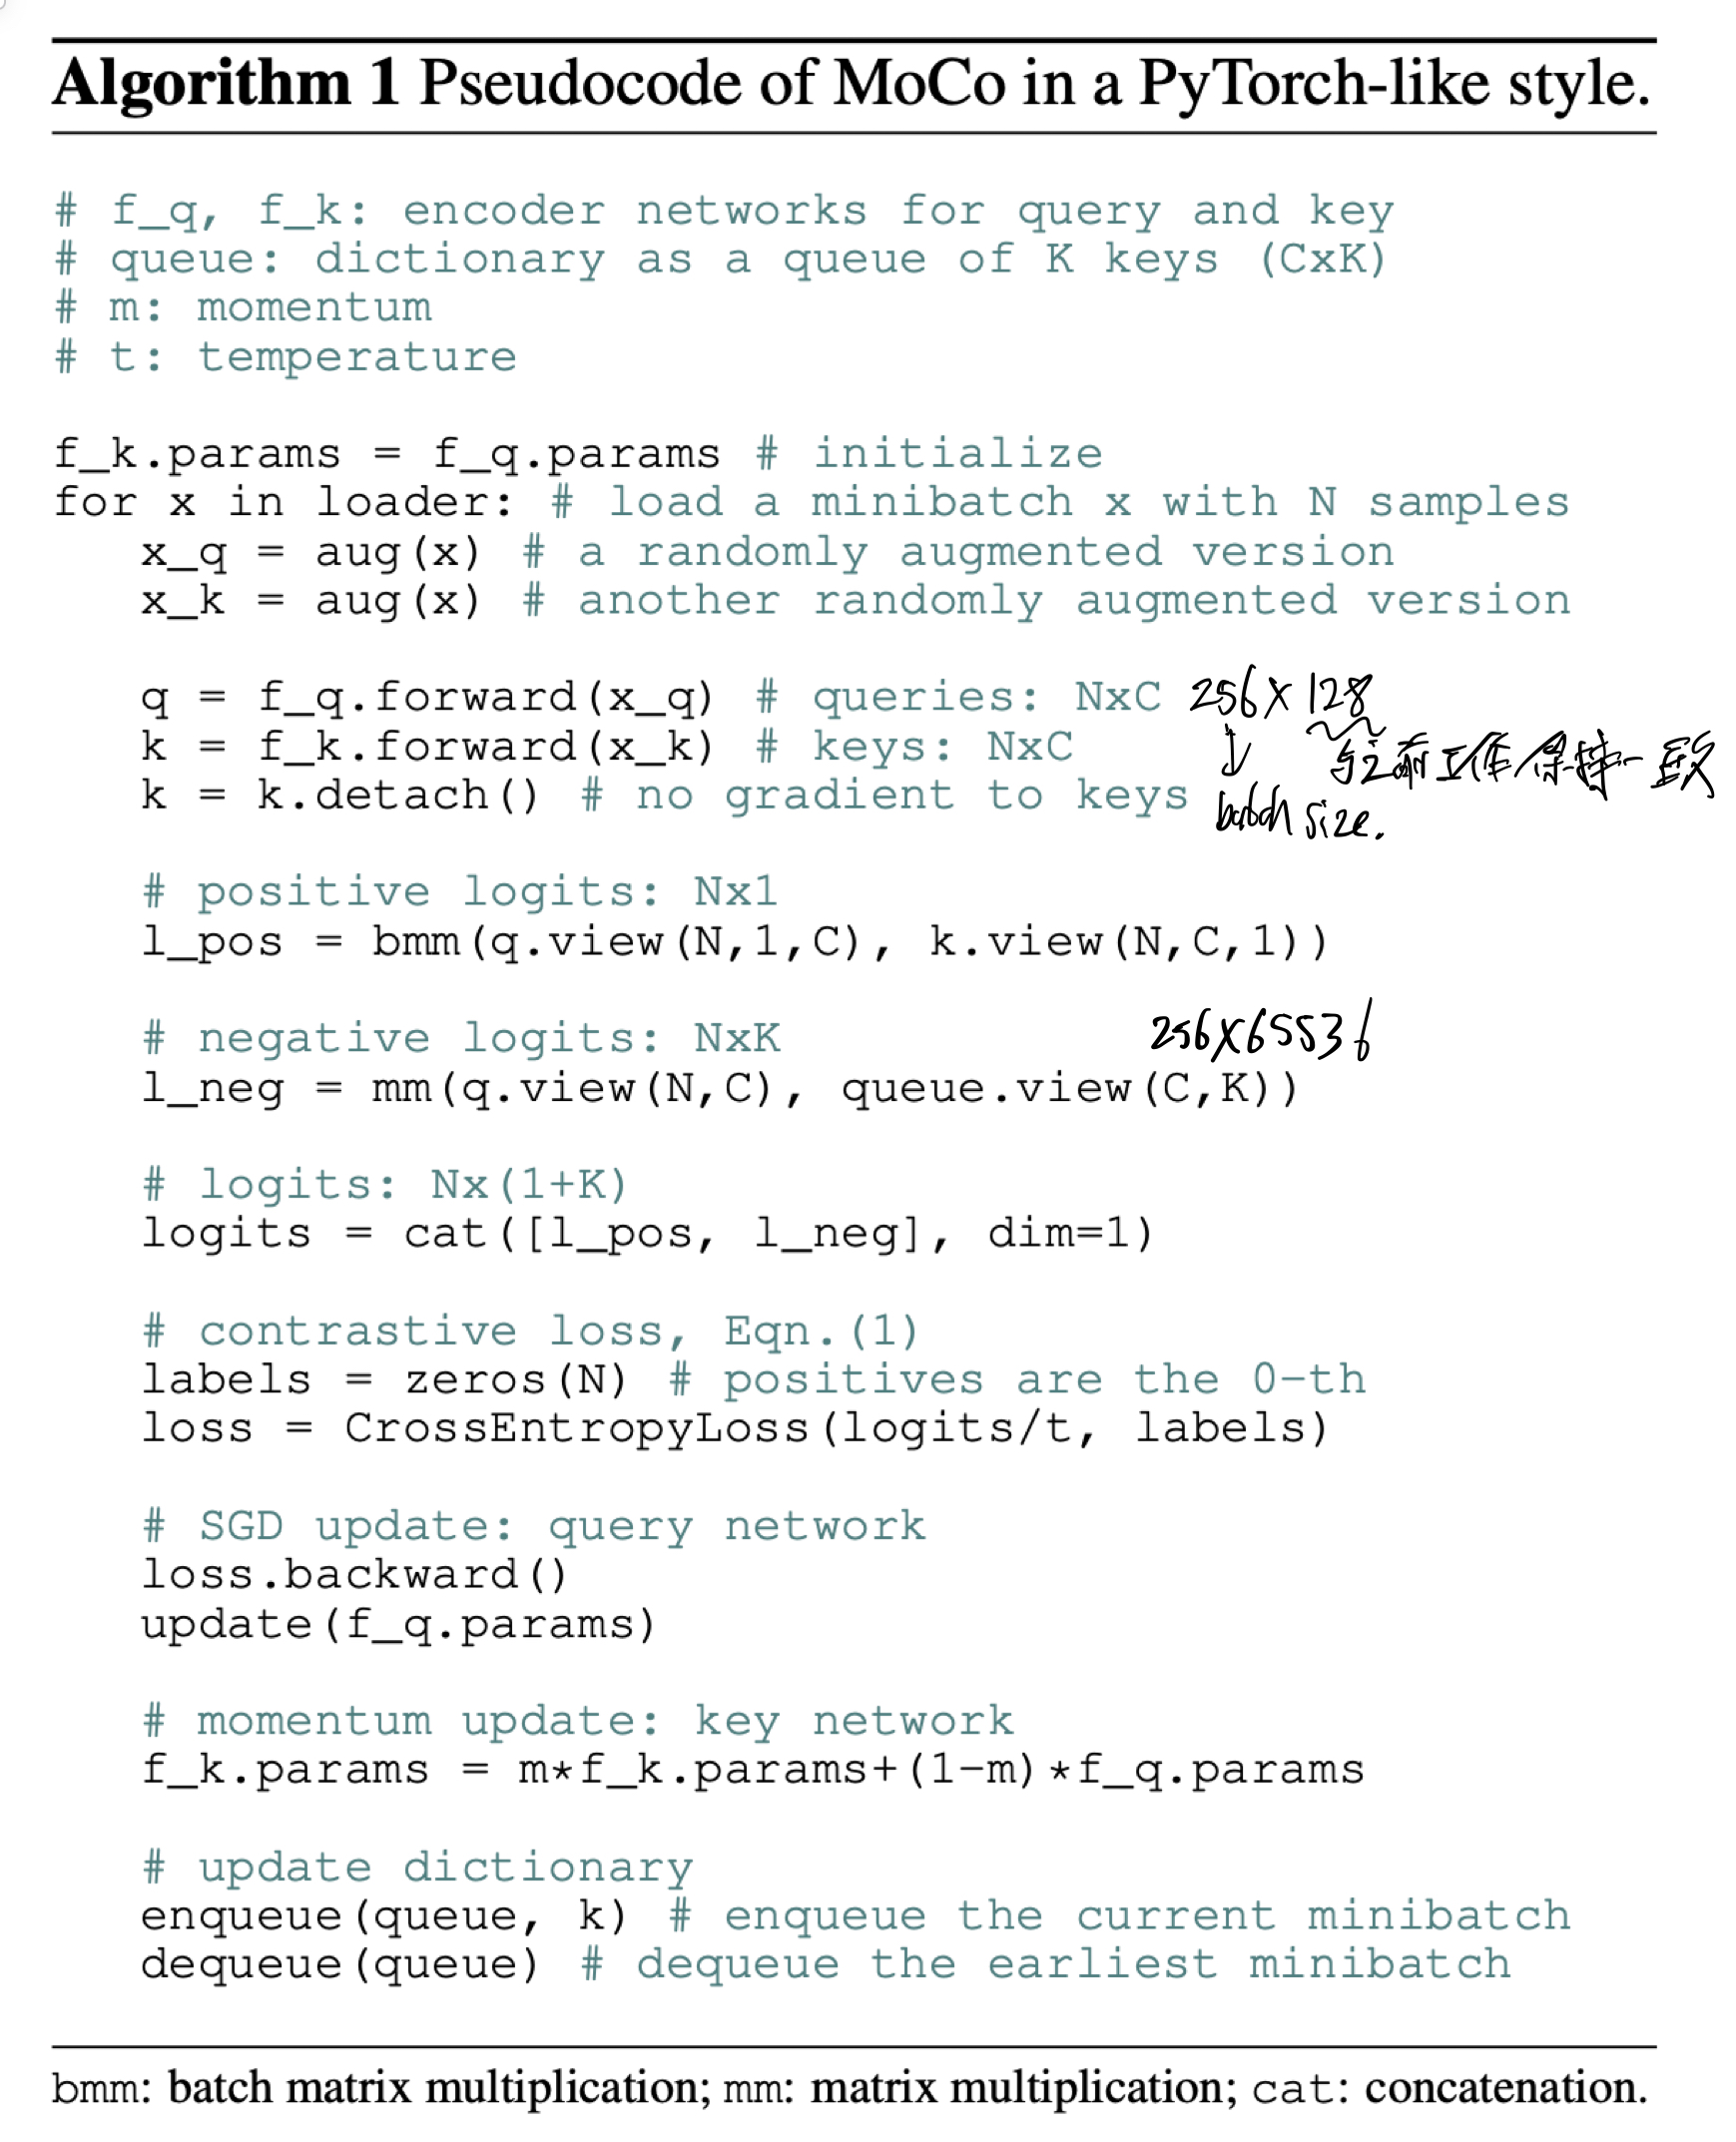 Algorithm 1 Pseudocode of MoCo in a PyTorch-like style.
# f_q, f_k: encoder networks for query and key
# queue: dictionary as a queue of K keys (CxK)
# m: momentum
# t: temperature
f_k.params = f_q.params # initialize
for x in loader: # load a minibatch x with N samples
x_q = aug(x) # a randomly augmented version
x_k = aug(x) # another randomly augmented version
q = f_q.forward(x_q) # queries: NxC 256×128
k = f_k.forward(x_k) # keys: NxC 与之前工作保持一致
k = k.detach() # no gradient to keys batch size.
# positive logits: Nx1
l_pos = bmm(q.view(N,1,C), k.view(N,C,1))
# negative logits: NxK 256×65536
l_neg = mm(q.view(N,C), queue.view(C,K))
# logits: Nx(1+K)
logits = cat([l_pos, l_neg], dim=1)
# contrastive loss, Eqn.(1)
labels = zeros(N) # positives are the 0-th
loss = CrossEntropyLoss(logits/t, labels)
# SGD update: query network
loss.backward()
update(f_q.params)
# momentum update: key network
f_k.params = m*f_k.params+(1-m)*f_q.params
# update dictionary
enqueue(queue, k) # enqueue the current minibatch
dequeue(queue) # dequeue the earliest minibatch
bmm: batch matrix multiplication; mm: matrix multiplication; cat: concatenation.